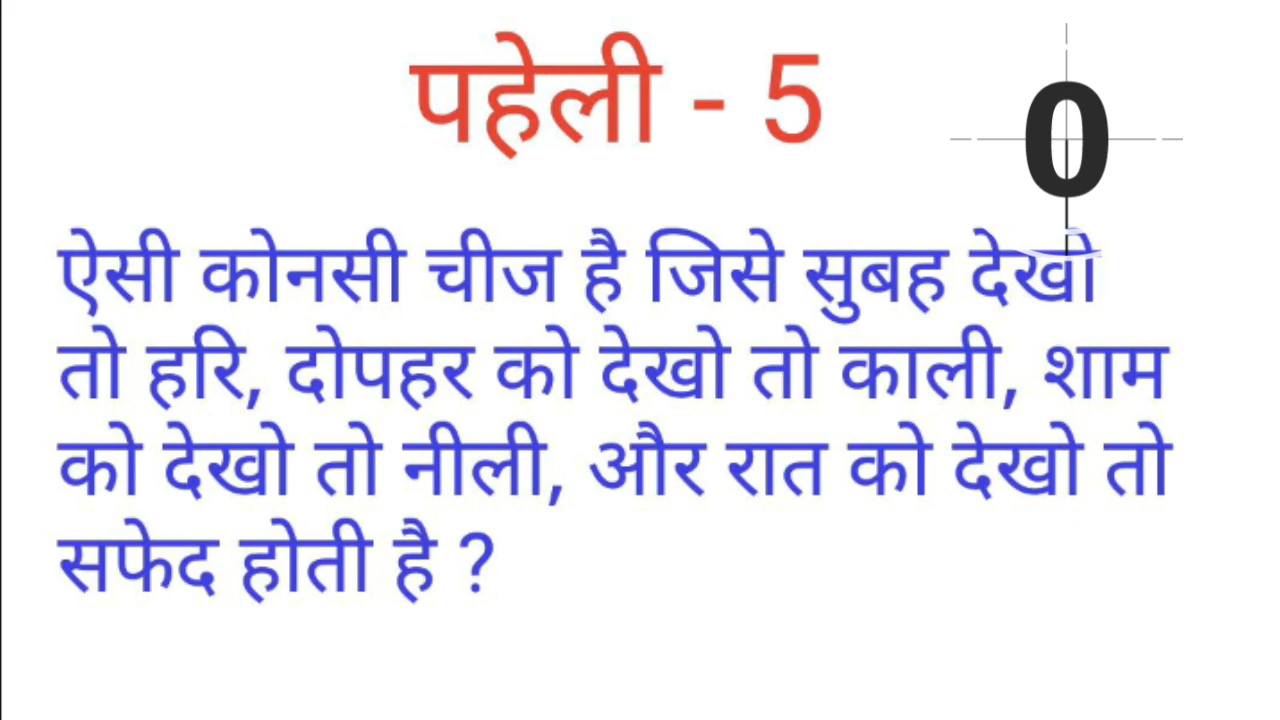 पहेली - 5
0
ऐसी कोनसी चीज है जिसे सुबह देखो
तो हरि, दोपहर को देखो तो काली, शाम
को देखो तो नीली, और रात को देखो तो
सफेद होती है ?